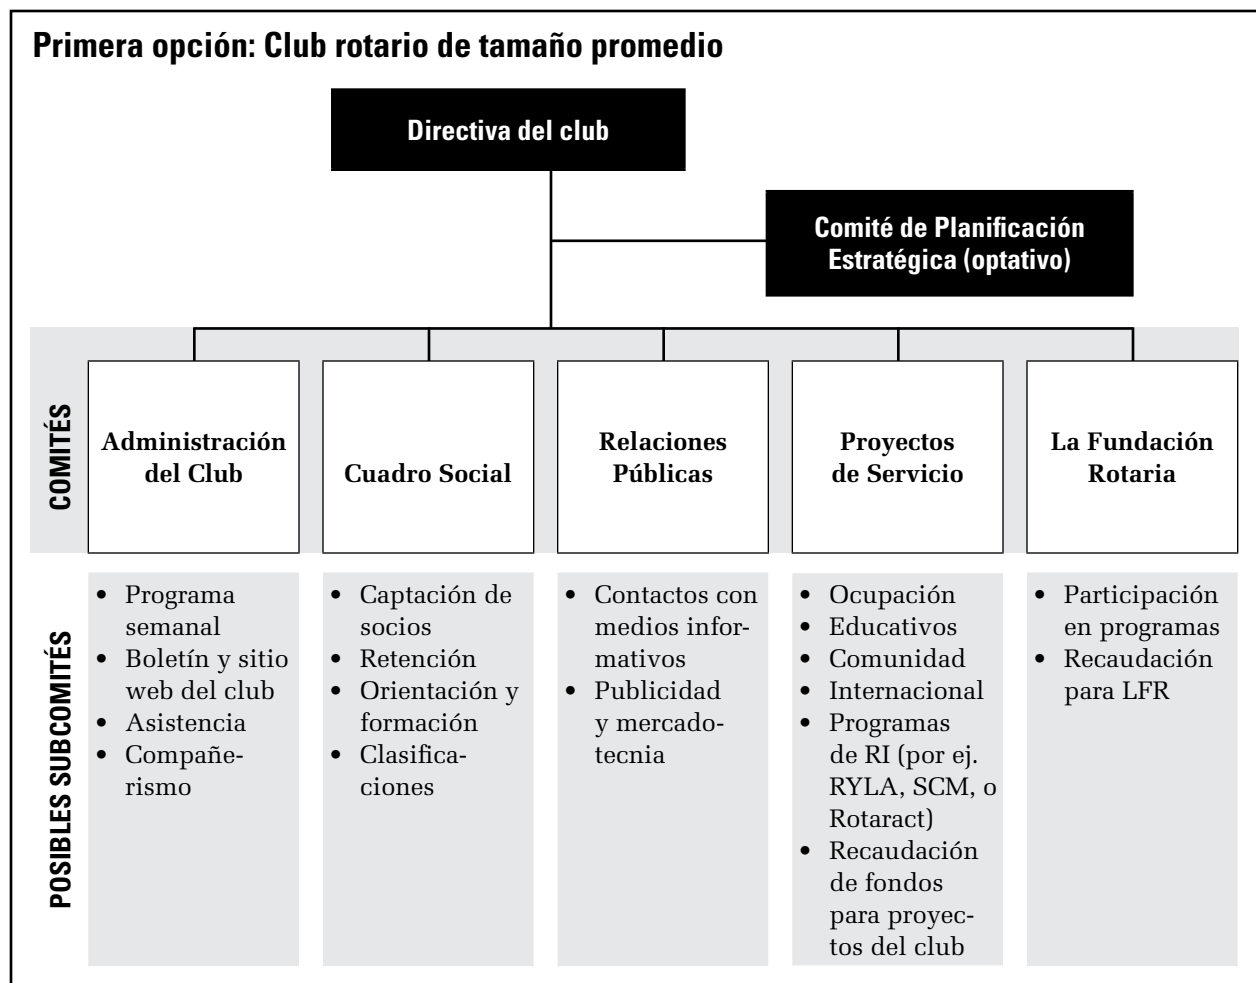 Primera opción: Club rotario de tamaño promedio
Directiva del club
Comité de Planificación
Estratégica (optativo)
COMITÉS
Administración
del Club
Cuadro Social
Relaciones
Públicas
Proyectos
de Servicio
La Fundación
Rotaria
POSIBLES SUBCOMITÉS
• Programa
semanal
• Boletín y sitio
web del club
• Asistencia
• Compañe-
rismo
• Captación de
socios
• Retención
• Orientación y
formación
• Clasifica-
ciones
• Contactos con
medios infor-
mativos
• Publicidad
y mercado-
tecnia
• Ocupación
• Educativos
• Comunidad
• Internacional
• Programas
de RI (por ej.
RYLA, SCM, o
Rotaract)
• Recaudación
de fondos
para proyec-
tos del club
• Participación
en programas
• Recaudación
para LFR